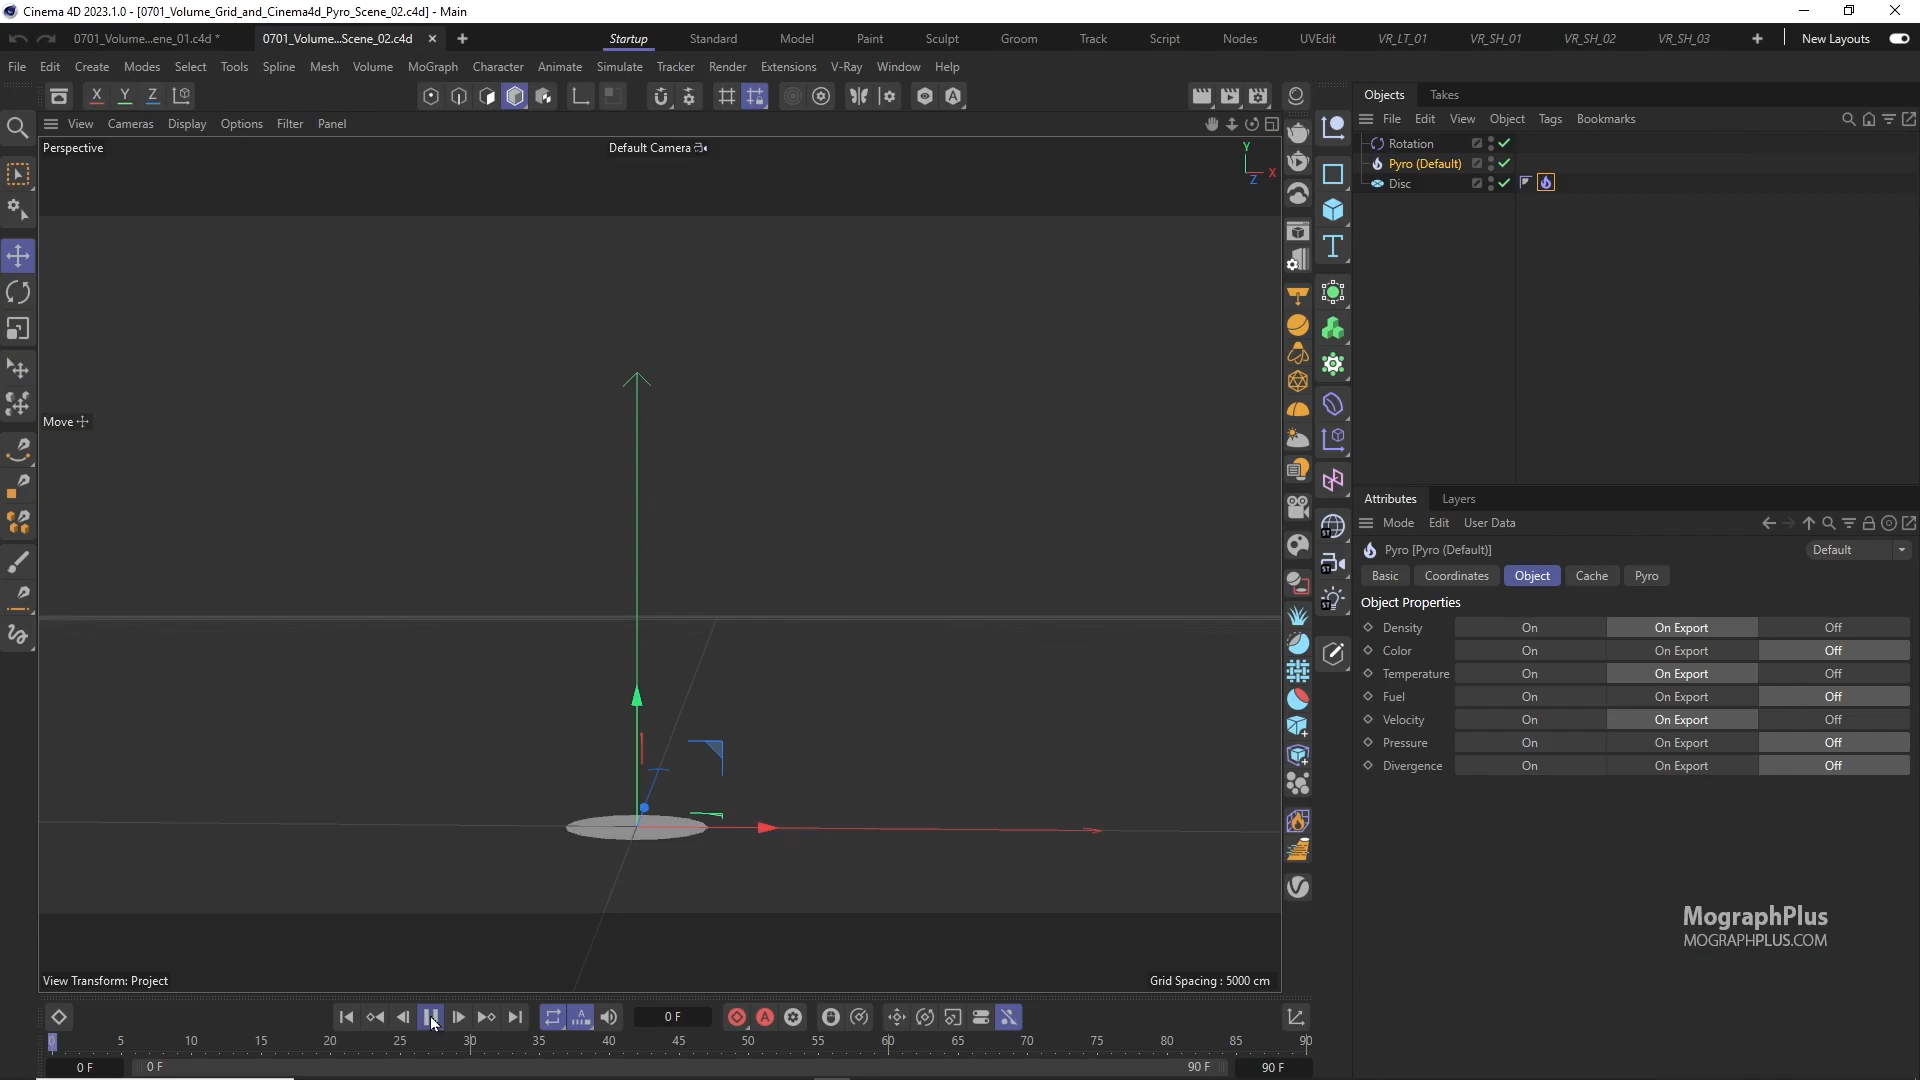 Cinema 4D 2023.1.0 - [0701_Volume_Grid_and_Cinema4d_Pyro_Scene_02.c4d] - Main
0701_Volume...ene_01.c4d * 0701_Volume...Scene_02.c4d Startup Standard Model Paint Sculpt Groom Track Script Nodes UVEdit VR_LT_01 VR_SH_01 VR_SH_02 VR_SH_03 New Layouts
File Edit Create Modes Select Tools Spline Mesh Volume MoGraph Character Animate Simulate Tracker Render Extensions V-Ray Window Help
X Y Z
Objects Takes
View Cameras Display Options Filter Panel
File Edit View Object Tags Bookmarks
Perspective
Default Camera
Y
X
Z
Rotation
Pyro (Default)
Disc
Move
Attributes Layers
Mode Edit User Data
Pyro [Pyro (Default)]
Default
Basic Coordinates Object Cache Pyro
Object Properties
Density On On Export Off
Color On On Export Off
Temperature On On Export Off
Fuel On On Export Off
Velocity On On Export Off
Pressure On On Export Off
Divergence On On Export Off
MographPlus
MOGRAPHPLUS.COM
View Transform: Project
Grid Spacing : 5000 cm
0 F
0 5 10 15 20 25 30 35 40 45 50 55 60 65 70 75 80 85 90
0 F 0 F 90 F 90 F